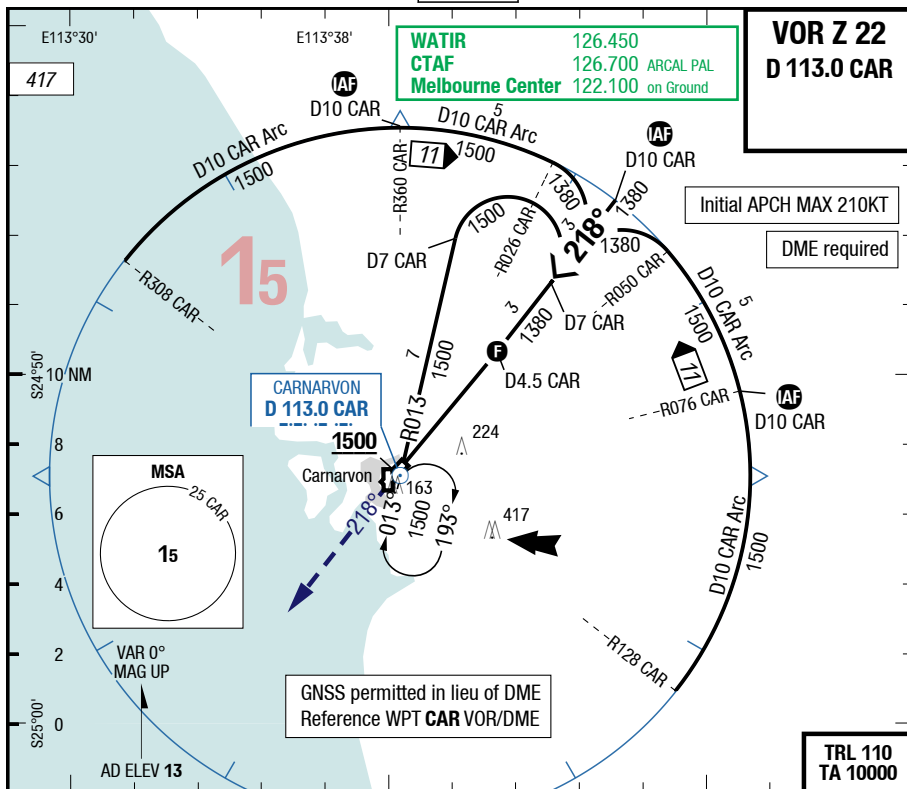 E113°30'
E113°38'
417
WATIR 126.450
CTAF 126.700 ARCAL PAL
Melbourne Center 122.100 on Ground
VOR Z 22
D 113.0 CAR
IAF
D10 CAR
D10 CAR Arc
1500
D10 CAR Arc
5
1500
11
R360 CAR
IAF
D10 CAR
1380
1380
218°
3
1380
Initial APCH MAX 210KT
DME required
15
1500
R026 CAR
D7 CAR
R050 CAR
D7 CAR
R308 CAR
D10 CAR Arc
5
1500
11
3
1380
F
D4.5 CAR
7
1500
R013
S24°50'
10 NM
R076 CAR
IAF
D10 CAR
CARNARVON
D 113.0 CAR
1500
Carnarvon
224
163
417
8
6
4
2
0
MSA
25 CAR
15
218°
013°
1500
193°
D10 CAR Arc
1500
R128 CAR
VAR 0°
MAG UP
GNSS permitted in lieu of DME
Reference WPT CAR VOR/DME
S25°00'
AD ELEV 13
TRL 110
TA 10000